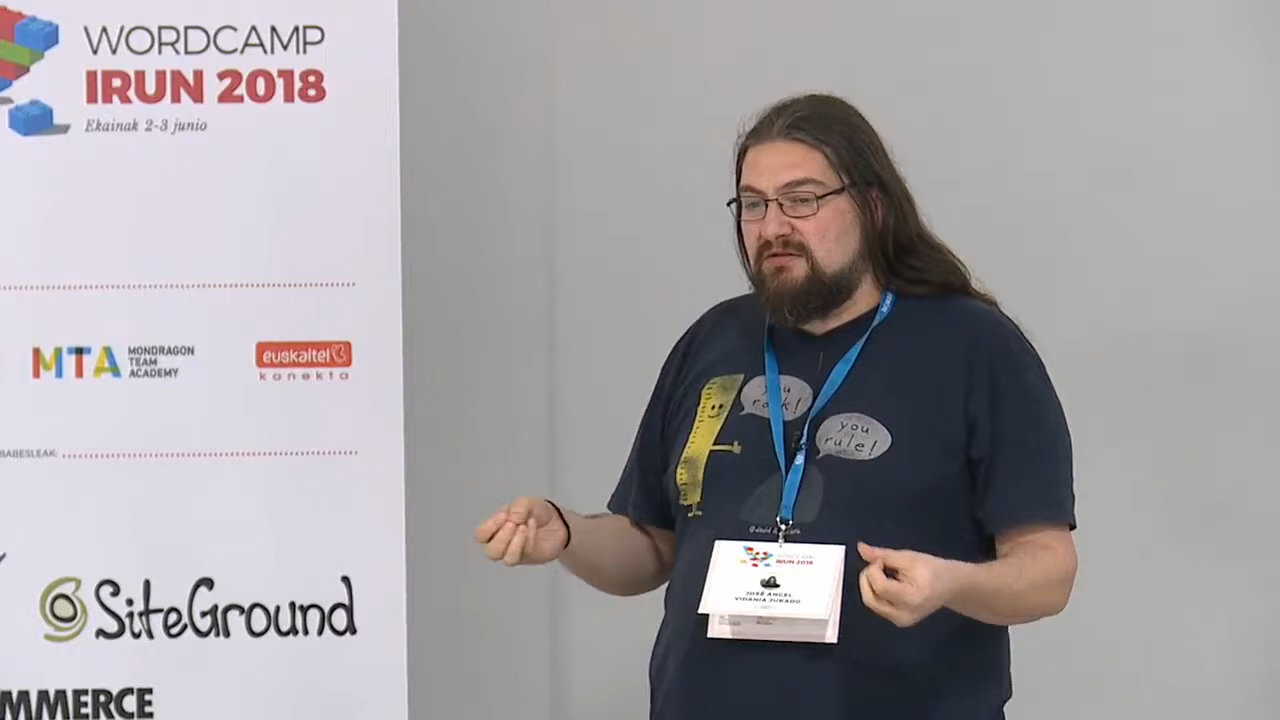 WORDCAMP
IRUN 2018
Ekainak 2-3 junio
MTA
MONDRAGON
TEAM
ACADEMY
euskaltel
konekta
BABESLEAK:
SiteGround
MMERCE
you
rock!
you
rule!
IRUN 2018
JOSÉ ANGEL
VIDANIA JURADO